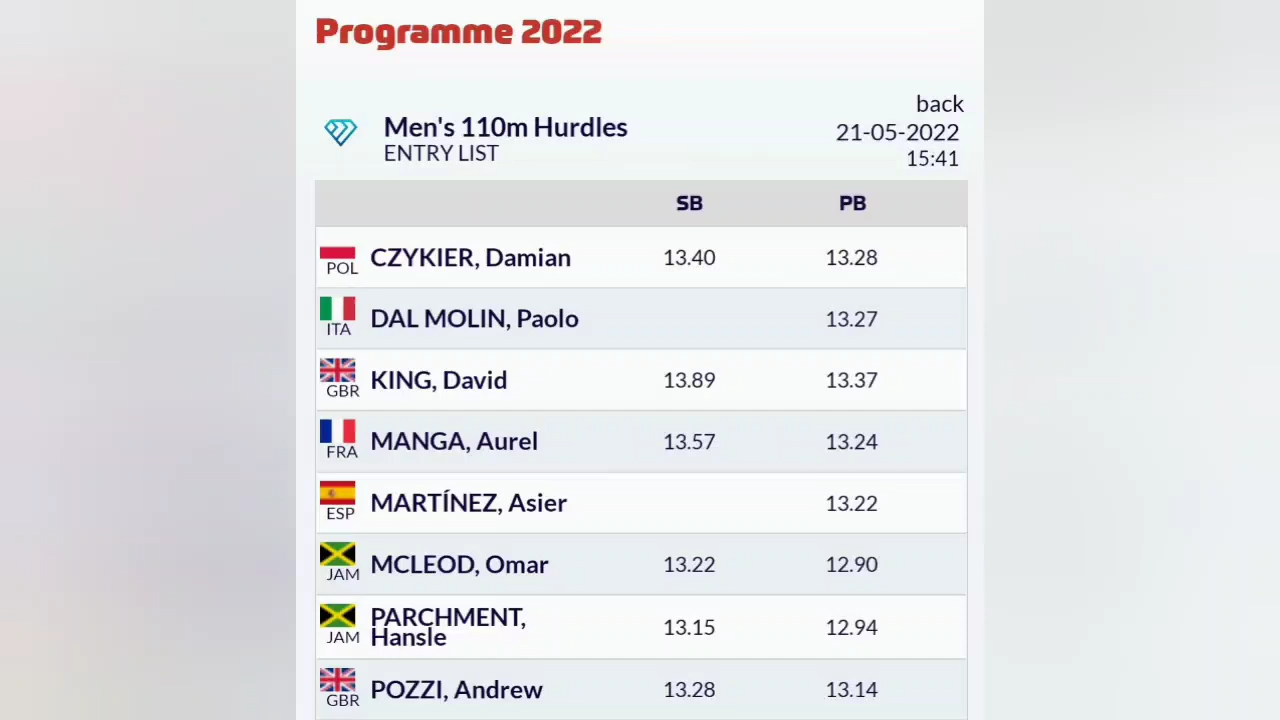 Programme 2022
back
Men's 110m Hurdles
21-05-2022
ENTRY LIST
15:41
SB PB
POL CZYKIER, Damian 13.40 13.28
ITA DAL MOLIN, Paolo 13.27
GBR KING, David 13.89 13.37
FRA MANGA, Aurel 13.57 13.24
ESP MARTÍNEZ, Asier 13.22
JAM MCLEOD, Omar 13.22 12.90
JAM PARCHMENT,
Hansle 13.15 12.94
GBR POZZI, Andrew 13.28 13.14